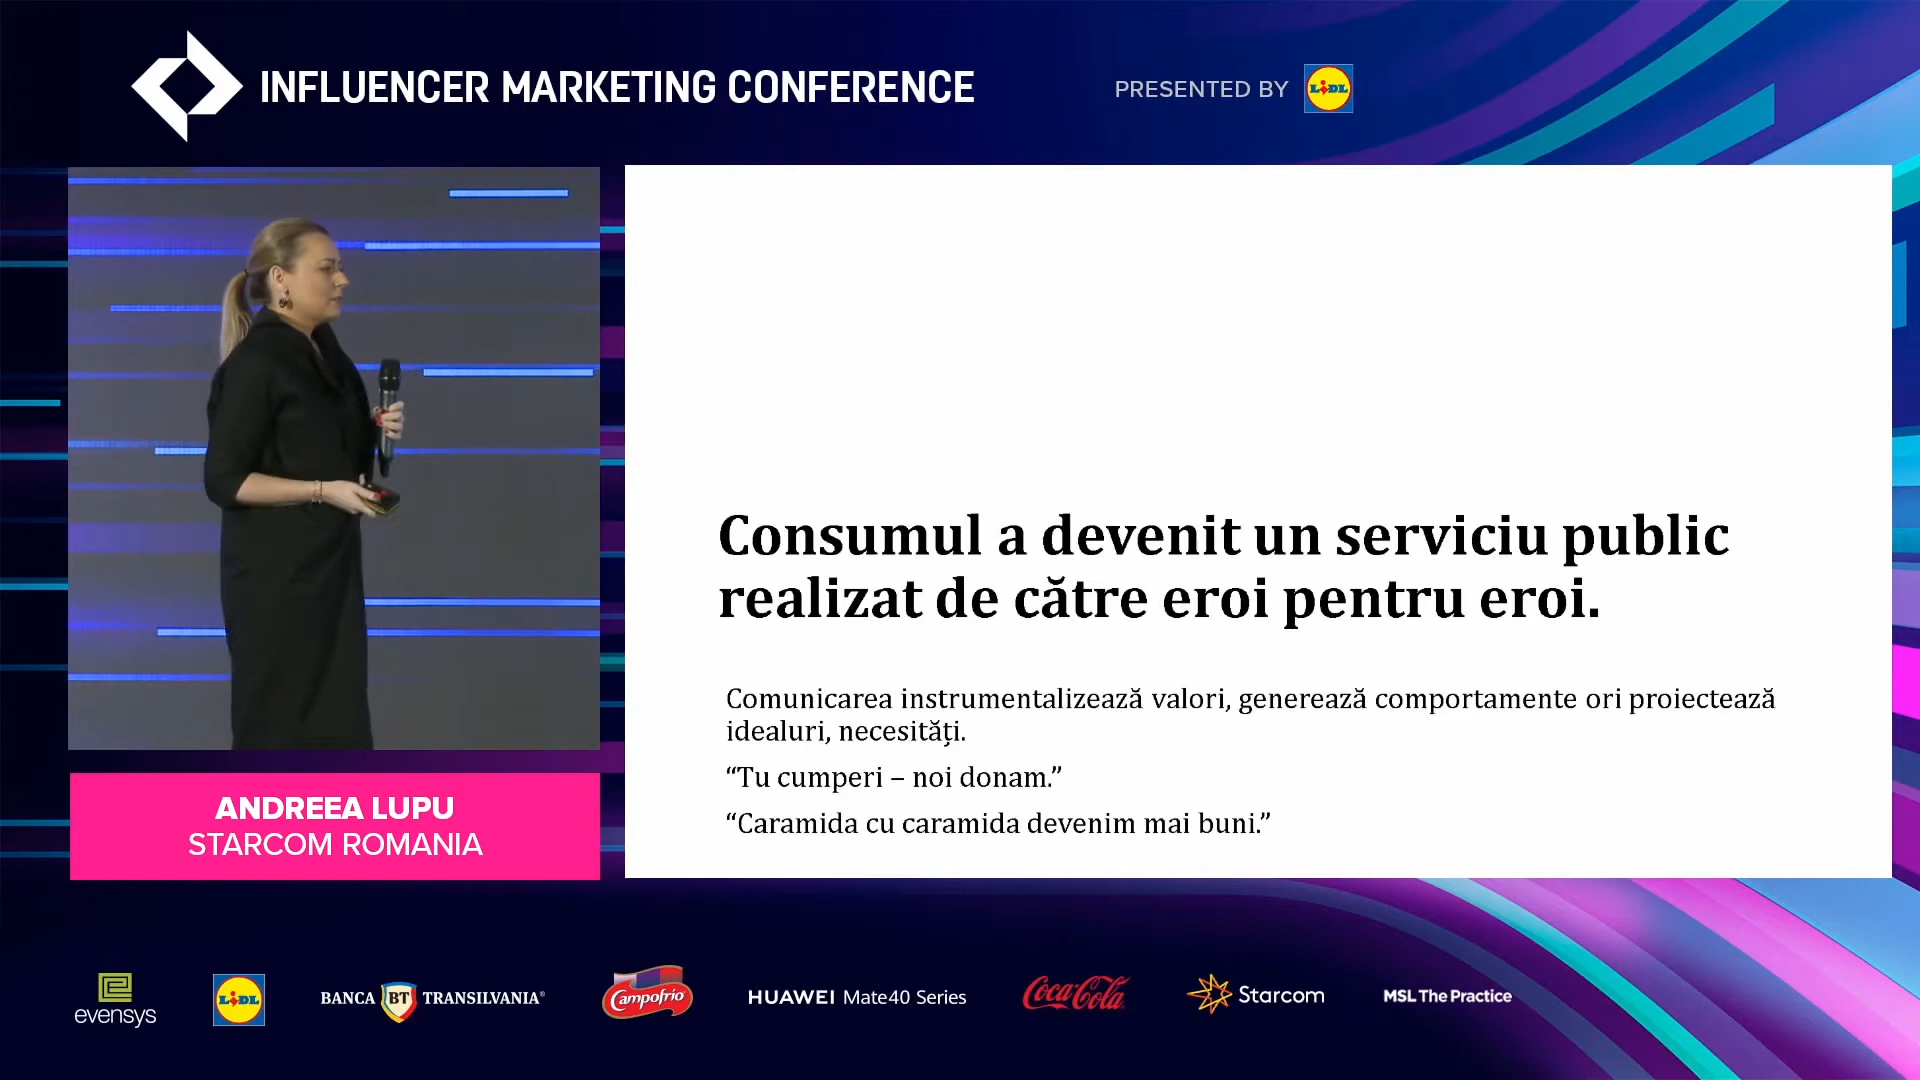 INFLUENCER MARKETING CONFERENCE
PRESENTED BY
LIDL
Consumul a devenit un serviciu public
realizat de către eroi pentru eroi.
Comunicarea instrumentalizează valori, generează comportamente ori proiectează
idealuri, necesități.
“Tu cumperi – noi donam.”
“Caramida cu caramida devenim mai buni.”
ANDREEA LUPU
STARCOM ROMANIA
evensys
LIDL
BANCA BT TRANSILVANIA®
Campofrio
HUAWEI Mate40 Series
Coca-Cola
Starcom
MSL The Practice